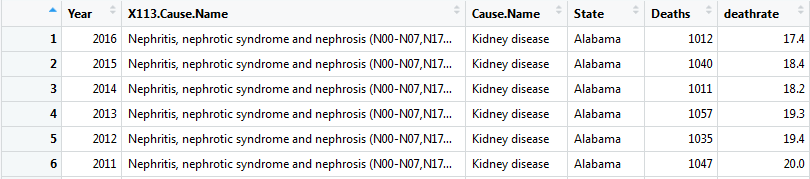 Year X113.Cause.Name Cause.Name State Deaths deathrate
1 2016 Nephritis, nephrotic syndrome and nephrosis (N00-N07,N17... Kidney disease Alabama 1012 17.4
2 2015 Nephritis, nephrotic syndrome and nephrosis (N00-N07,N17... Kidney disease Alabama 1040 18.4
3 2014 Nephritis, nephrotic syndrome and nephrosis (N00-N07,N17... Kidney disease Alabama 1011 18.2
4 2013 Nephritis, nephrotic syndrome and nephrosis (N00-N07,N17... Kidney disease Alabama 1057 19.3
5 2012 Nephritis, nephrotic syndrome and nephrosis (N00-N07,N17... Kidney disease Alabama 1035 19.4
6 2011 Nephritis, nephrotic syndrome and nephrosis (N00-N07,N17... Kidney disease Alabama 1047 20.0